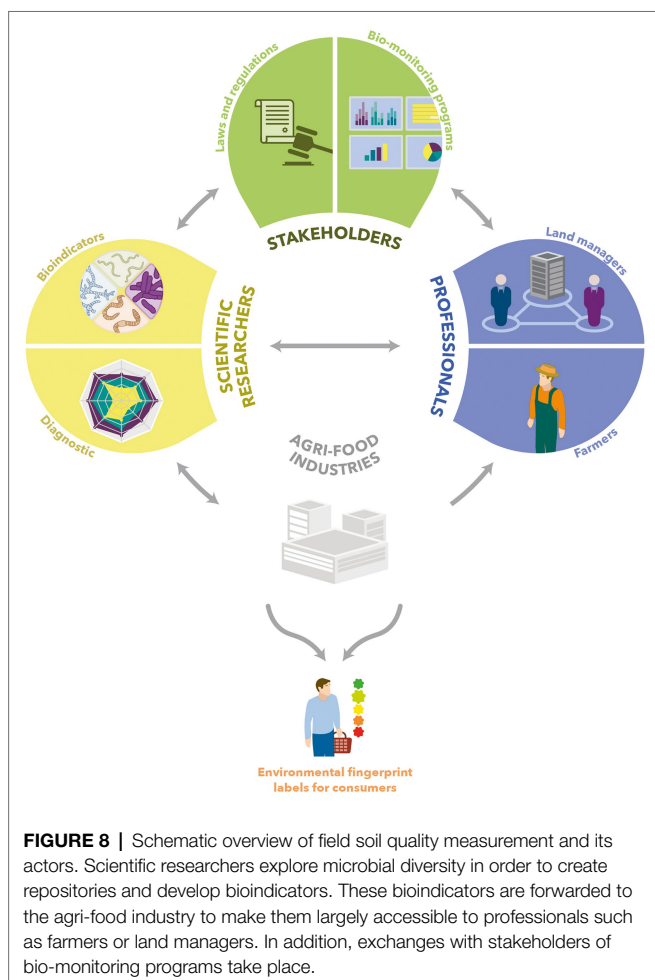 Laws and regulations
Bio-monitoring programs
STAKEHOLDERS
Bioindicators
Diagnostic
SCIENTIFIC
RESEARCHERS
PROFESSIONALS
Land managers
Farmers
AGRI-FOOD
INDUSTRIES
Environmental fingerprint
labels for consumers
FIGURE 8 | Schematic overview of field soil quality measurement and its
actors. Scientific researchers explore microbial diversity in order to create
repositories and develop bioindicators. These bioindicators are forwarded to
the agri-food industry to make them largely accessible to professionals such
as farmers or land managers. In addition, exchanges with stakeholders of
bio-monitoring programs take place.